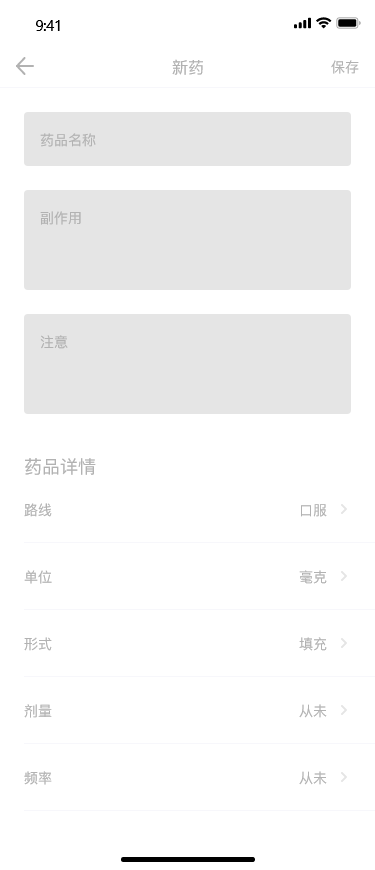 9:41
新药
保存
药品名称
副作用
注意
药品详情
路线 口服
单位 毫克
形式 填充
剂量 从未
频率 从未